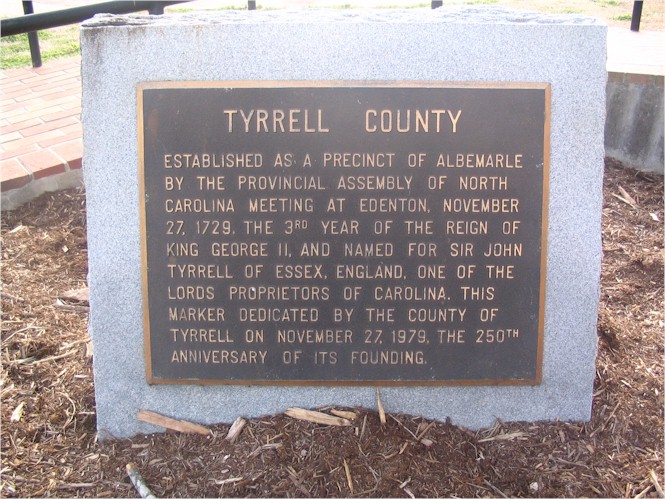 TYRRELL COUNTY
ESTABLISHED AS A PRECINCT OF ALBEMARLE
BY THE PROVINCIAL ASSEMBLY OF NORTH
CAROLINA MEETING AT EDENTON, NOVEMBER
27, 1729, THE 3RD YEAR OF THE REIGN OF
KING GEORGE II, AND NAMED FOR SIR JOHN
TYRRELL OF ESSEX, ENGLAND, ONE OF THE
LORDS PROPRIETORS OF CAROLINA. THIS
MARKER DEDICATED BY THE COUNTY OF
TYRRELL ON NOVEMBER 27, 1979, THE 250TH
ANNIVERSARY OF ITS FOUNDING.